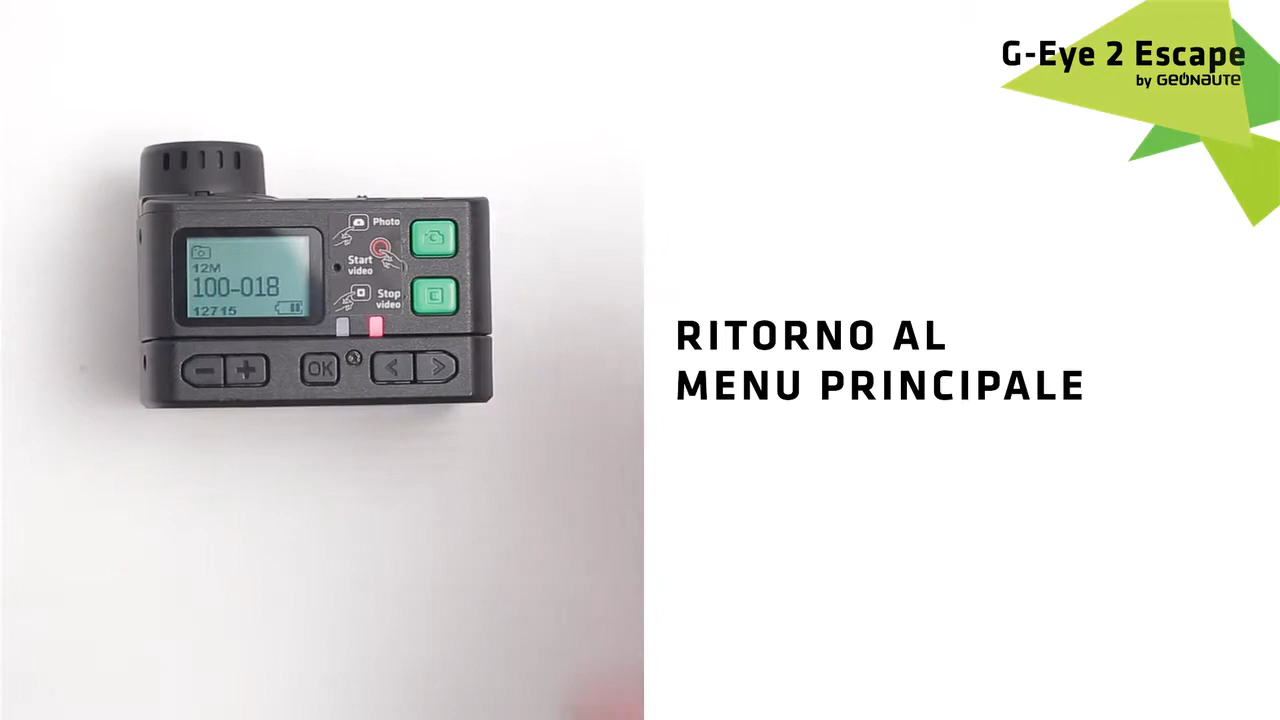 G-Eye 2 Escape
by GEONAUTE
Photo
Start
video
Stop
video
12M
100-018
12715
OK
RITORNO AL
MENU PRINCIPALE